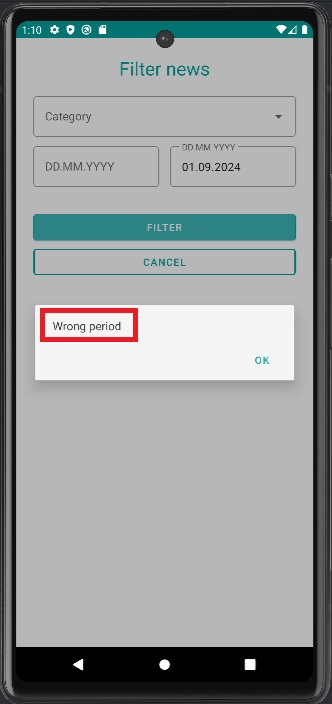 1:10
Filter news
Category
DD.MM.YYYY
DD.MM.YYYY
01.09.2024
FILTER
CANCEL
Wrong period
OK